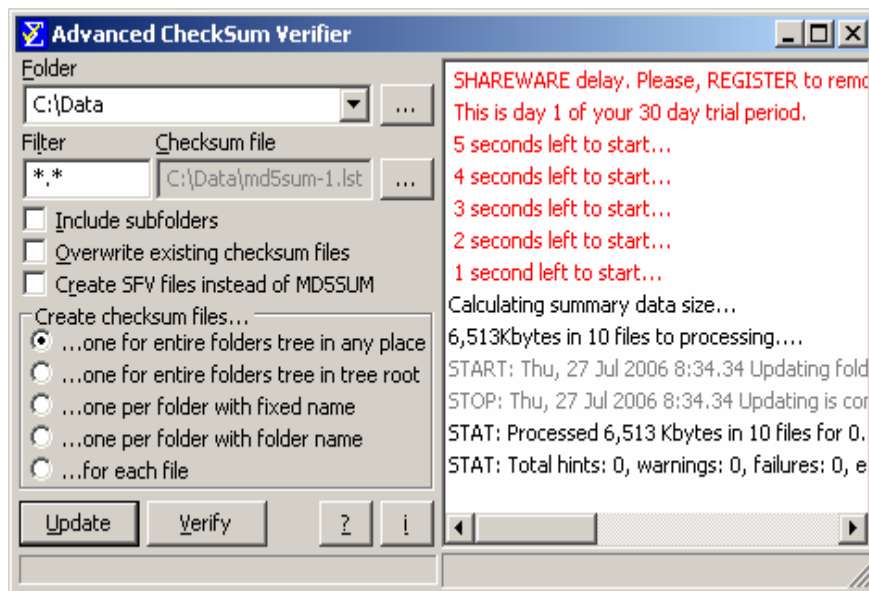 Advanced CheckSum Verifier
Folder
C:\Data
...
Filter
Checksum file
*.*
C:\Data\md5sum-1.lst
...
Include subfolders
Overwrite existing checksum files
Create SFV files instead of MD5SUM
Create checksum files...
...one for entire folders tree in any place
...one for entire folders tree in tree root
...one per folder with fixed name
...one per folder with folder name
...for each file
Update
Verify
?
i
SHAREWARE delay. Please, REGISTER to remo
This is day 1 of your 30 day trial period.
5 seconds left to start...
4 seconds left to start...
3 seconds left to start...
2 seconds left to start...
1 second left to start...
Calculating summary data size...
6,513Kbytes in 10 files to processing....
START: Thu, 27 Jul 2006 8:34.34 Updating fold
STOP: Thu, 27 Jul 2006 8:34.34 Updating is con
STAT: Processed 6,513 Kbytes in 10 files for 0.
STAT: Total hints: 0, warnings: 0, failures: 0, e